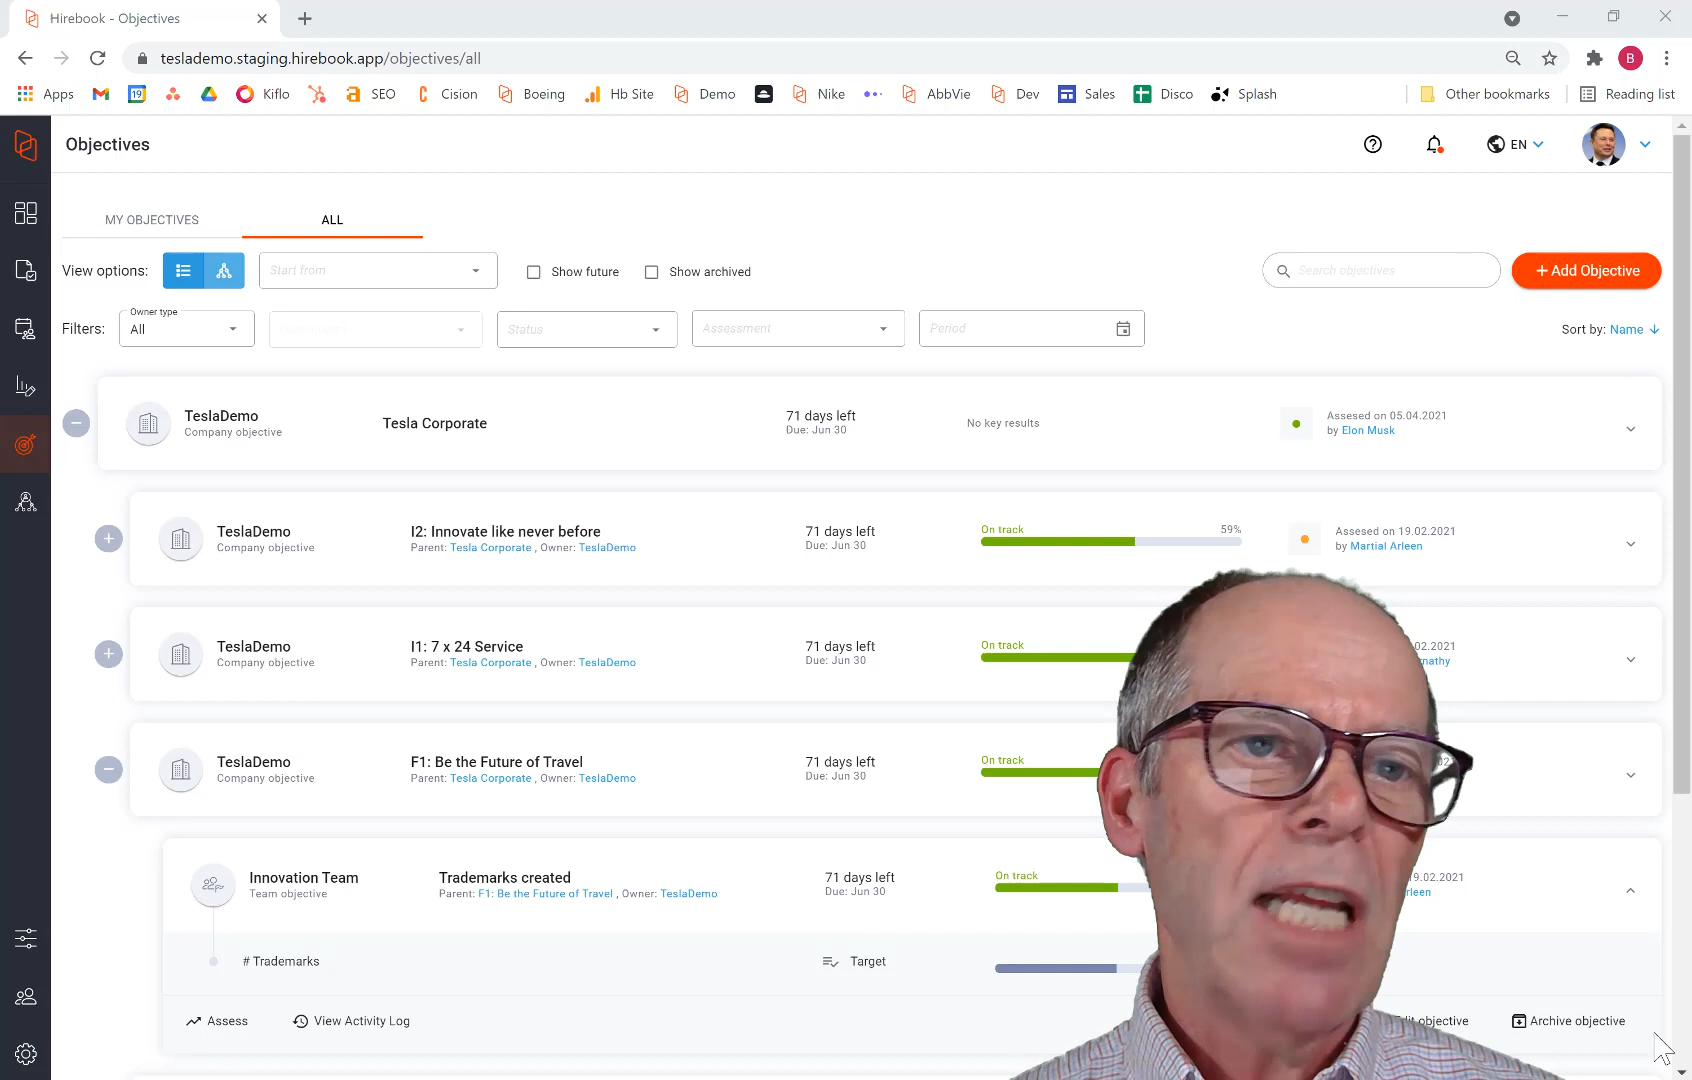 Hirebook - Objectives
tesla​demo.staging.hirebook.app/objectives/all
B
Apps
19
Kiflo
SEO
Cision
Boeing
Hb Site
Demo
Nike
AbbVie
Dev
Sales
Disco
Splash
Other bookmarks
Reading list
Objectives
EN
MY OBJECTIVES
ALL
View options:
Start from
Show future
Show archived
Search objectives
+ Add Objective
Filters:
Owner type
All
Status
Assessment
Period
Sort by: Name
TeslaDemo
Company objective
Tesla Corporate
71 days left
Due: Jun 30
No key results
Assesed on 05.04.2021
by Elon Musk
TeslaDemo
Company objective
I2: Innovate like never before
Parent: Tesla Corporate , Owner: TeslaDemo
71 days left
Due: Jun 30
On track
59%
Assesed on 19.02.2021
by Martial Arleen
TeslaDemo
Company objective
I1: 7 x 24 Service
Parent: Tesla Corporate , Owner: TeslaDemo
71 days left
Due: Jun 30
On track
.02.2021
TeslaDemo
Company objective
F1: Be the Future of Travel
Parent: Tesla Corporate , Owner: TeslaDemo
71 days left
Due: Jun 30
On track
Innovation Team
Team objective
Trademarks created
Parent: F1: Be the Future of Travel , Owner: TeslaDemo
71 days left
Due: Jun 30
On track
19.02.2021
# Trademarks
Target
Assess
View Activity Log
objective
Archive objective